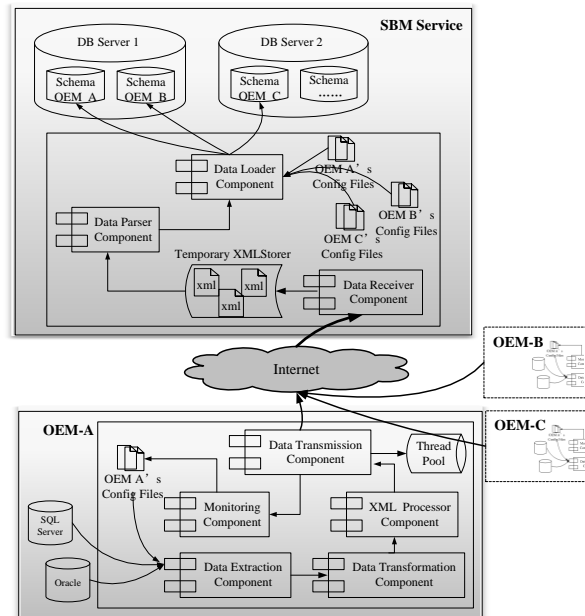 SBM Service
DB Server 1
DB Server 2
Schema
OEM_A
Schema
OEM_B
Schema
OEM_C
Schema
......
Data Loader
Component
OEM A's
Config Files
OEM B's
Config Files
OEM C's
Config Files
Data Parser
Component
Temporary XMLStorer
xml
xml
xml
Data Receiver
Component
Internet
OEM-B
OEM-C
OEM-A
Data Transmission
Component
Thread
Pool
OEM A's
Config Files
Monitoring
Component
XML Processor
Component
SQL
Server
Oracle
Data Extraction
Component
Data Transformation
Component